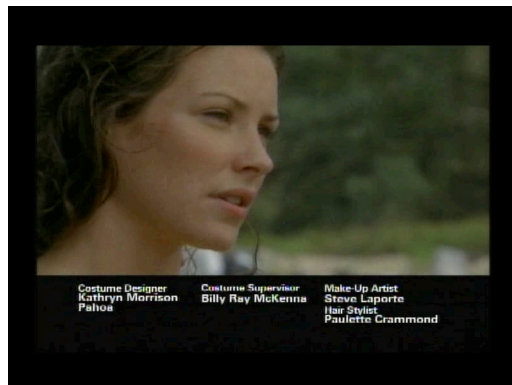 Costume Designer
Kathryn Morrison
Pahoa
Costume Supervisor
Billy Ray McKenna
Make-Up Artist
Steve Laporte
Hair Stylist
Paulette Crammond